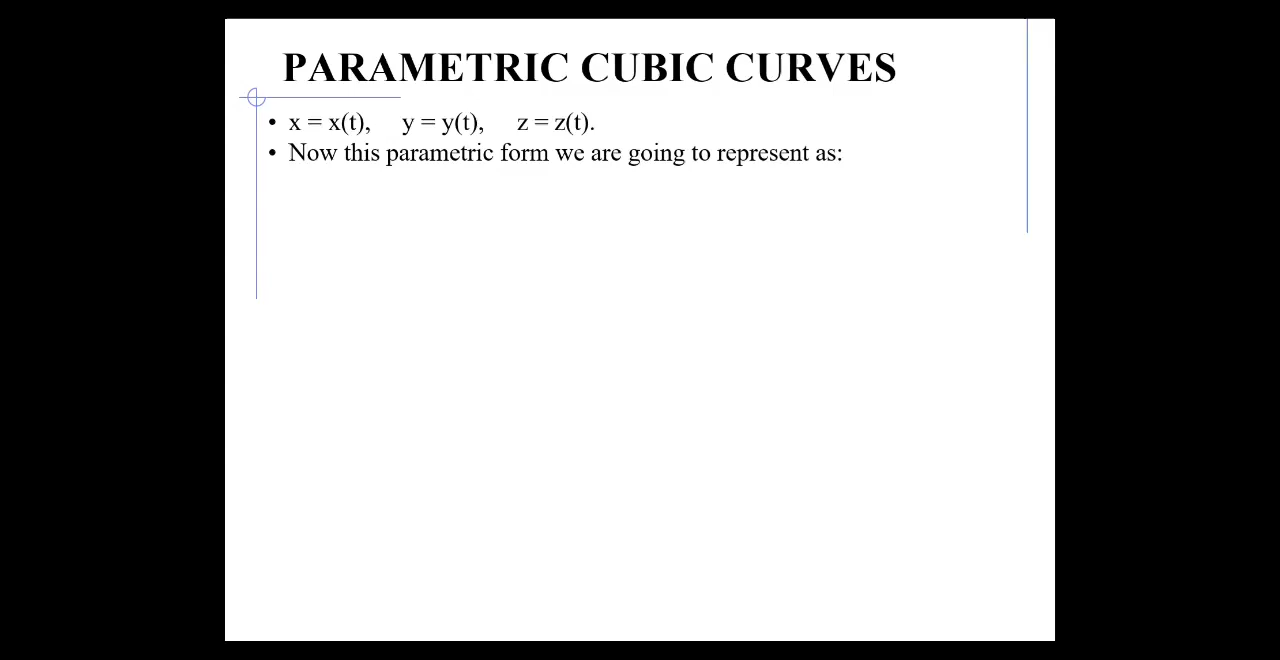 PARAMETRIC CUBIC CURVES
• x = x(t), y = y(t), z = z(t).
• Now this parametric form we are going to represent as: